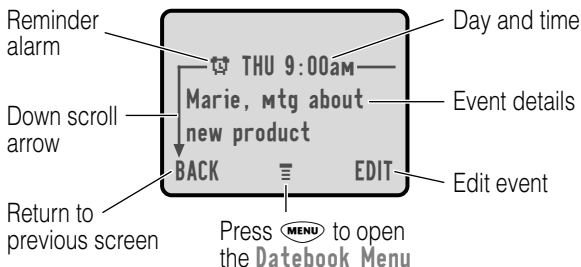 Reminder
alarm
Day and time
THU 9:00am
Marie, mtg about
new product
Down scroll
arrow
Event details
BACK
EDIT
Edit event
Return to
previous screen
Press MENU to open
the Datebook Menu